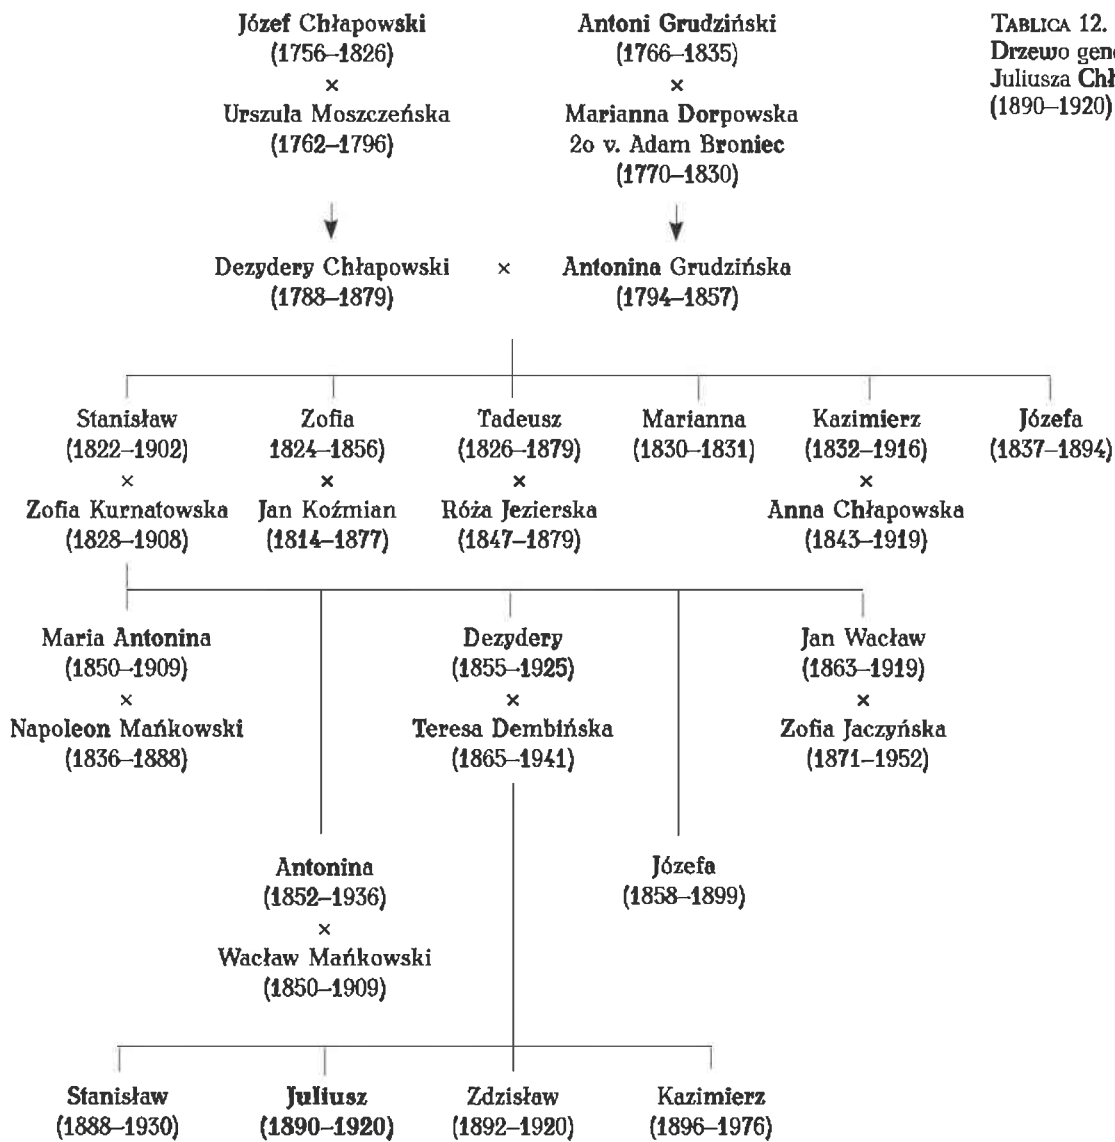 Józef Chłapowski
(1756–1826)
×
Urszula Moszczeńska
(1762–1796)
Antoni Grudziński
(1766–1835)
×
Marianna Dorpowska
2o v. Adam Broniec
(1770–1830)
TABLICA 12.
Drzewo
Juliusza
(1890–1920)
Dezydery Chłapowski × Antonina Grudzińska
(1788–1879) (1794–1857)
Stanisław
(1822–1902)
×
Zofia Kurnatowska
(1828–1908)
Zofia
1824–1856)
×
Jan Koźmian
(1814–1877)
Tadeusz
(1826–1879)
×
Róża Jezierska
(1847–1879)
Marianna
(1830–1831)
Kazimierz
(1832–1916)
×
Anna Chłapowska
(1843–1919)
Józefa
(1837–1894)
Maria Antonina
(1850–1909)
×
Napoleon Mańkowski
(1836–1888)
Dezydery
(1855–1925)
×
Teresa Dembińska
(1865–1941)
Jan Wacław
(1863–1919)
×
Zofia Jaczyńska
(1871–1952)
Antonina
(1852–1936)
×
Wacław Mańkowski
(1850–1909)
Józefa
(1858–1899)
Stanisław
(1888–1930)
Juliusz
(1890–1920)
Zdzisław
(1892–1920)
Kazimierz
(1896–1976)